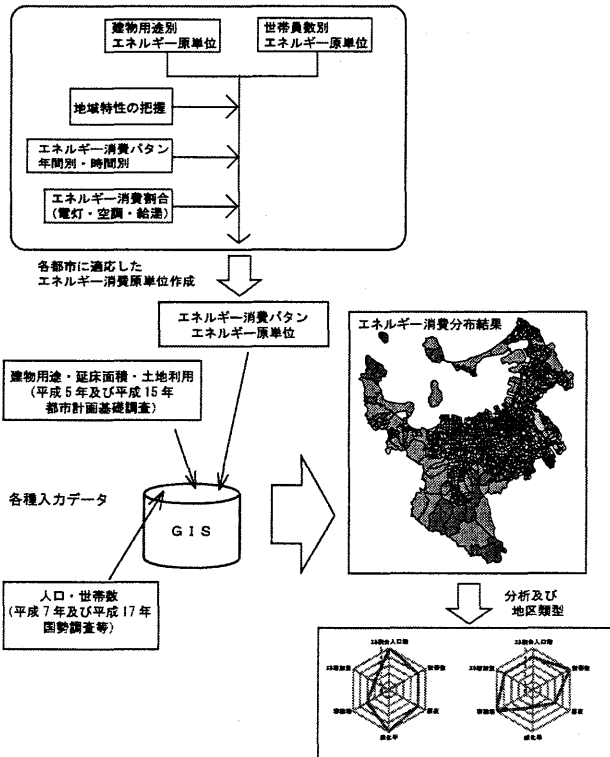 建物用途別
エネルギー原単位
世帯員数別
エネルギー原単位
地域特性の把握
エネルギー消費パタン
年間別・時間別
エネルギー消費割合
(電灯・空調・給湯)
各都市に適応した
エネルギー消費原単位作成
エネルギー消費パタン
エネルギー原単位
建物用途・延床面積・土地利用
(平成5年及び平成15年
都市計画基礎調査)
各種入力データ
GIS
人口・世帯数
(平成7年及び平成17年
国勢調査等)
エネルギー消費分布結果
分析及び
地区類型